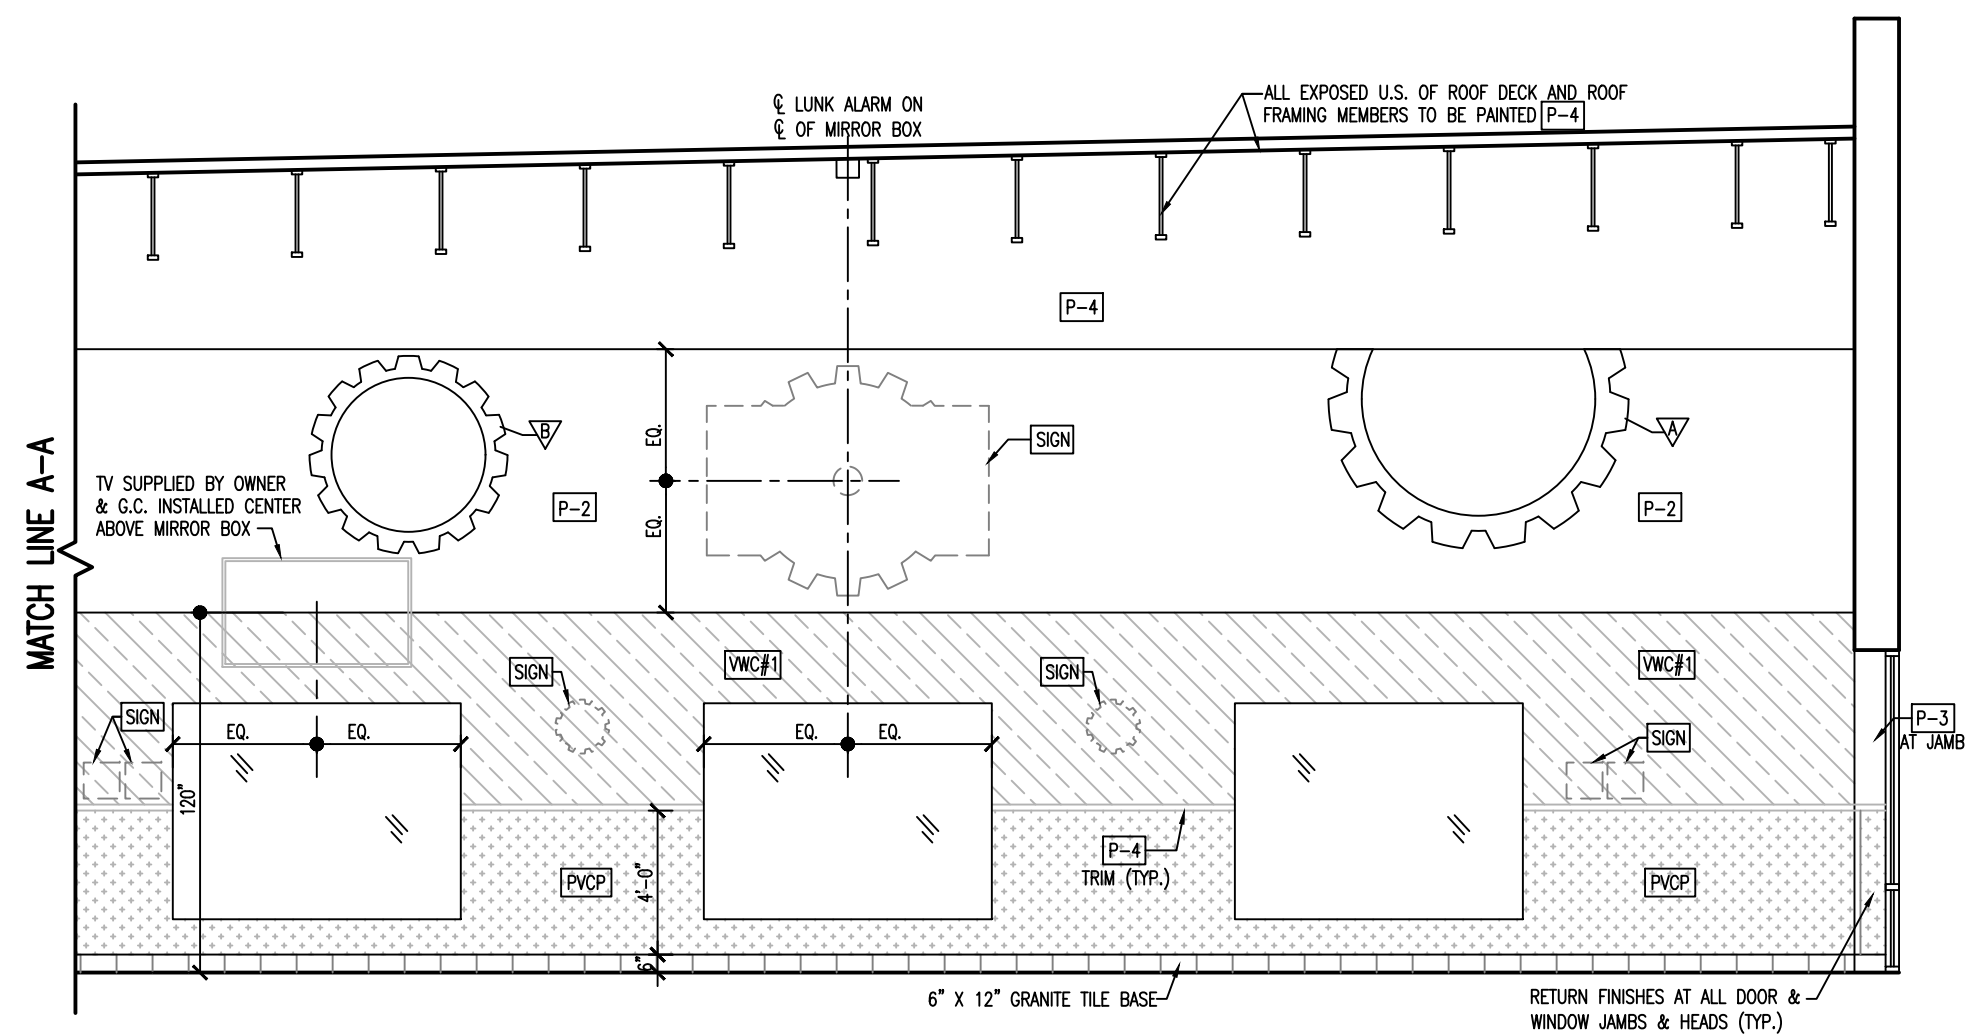 ℄ LUNK ALARM ON
℄ OF MIRROR BOX
ALL EXPOSED U.S. OF ROOF DECK AND ROOF
FRAMING MEMBERS TO BE PAINTED P-4
P-4
MATCH LINE A-A
B
EQ.
SIGN
A
TV SUPPLIED BY OWNER
& G.C. INSTALLED CENTER
ABOVE MIRROR BOX
P-2
EQ.
P-2
SIGN
VWC#1
SIGN
VWC#1
SIGN
EQ.
EQ.
EQ.
EQ.
SIGN
P-3
AT JAMB
120"
P-4
TRIM (TYP.)
PVCP
4'-0"
PVCP
6"
6" X 12" GRANITE TILE BASE
RETURN FINISHES AT ALL DOOR &
WINDOW JAMBS & HEADS (TYP.)